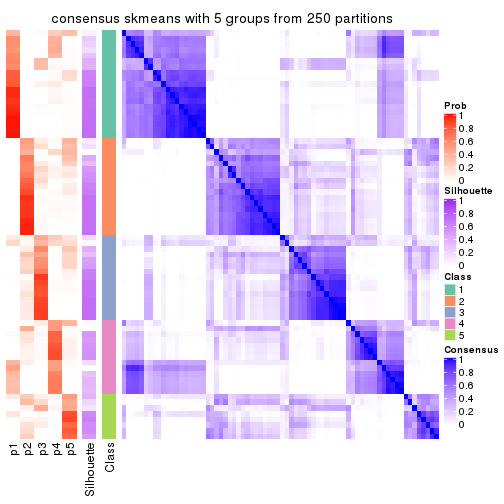 consensus skmeans with 5 groups from 250 partitions
Prob
1
0.8
0.6
0.4
0.2
0
Silhouette
1
0.8
0.6
0.4
0.2
0
Class
1
2
3
4
5
Consensus
1
0.8
0.6
0.4
0.2
0
p1
p2
p3
p4
p5
Silhouette
Class